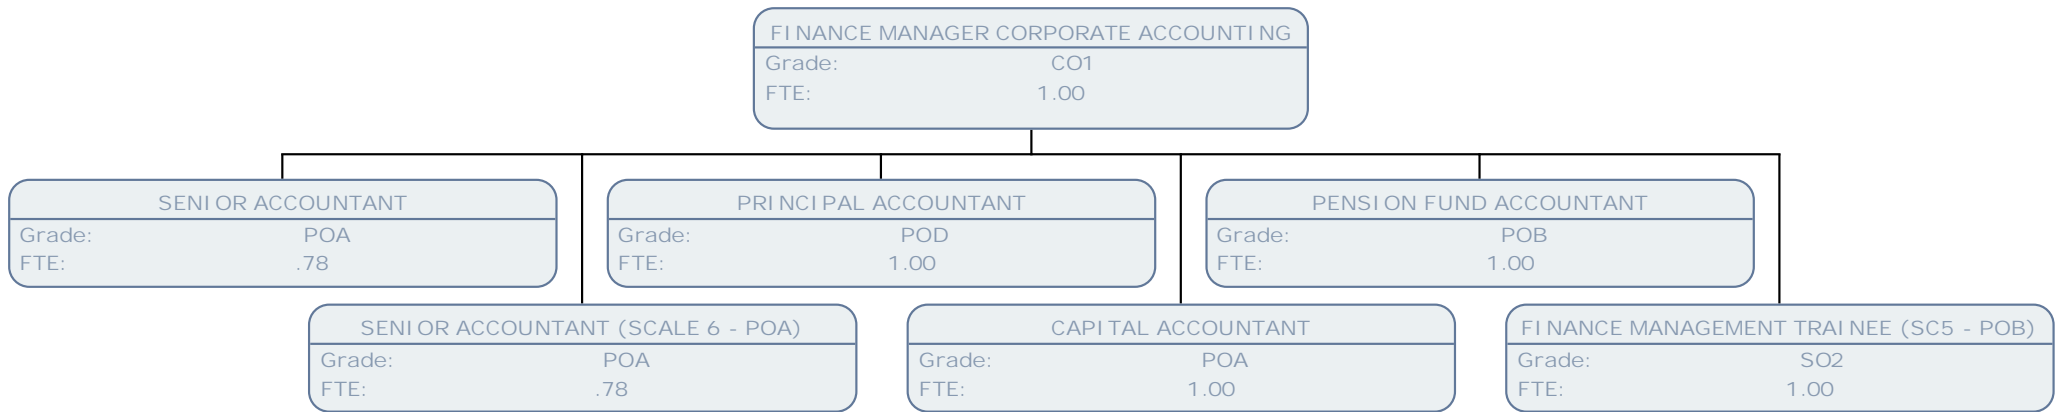 FINANCE MANAGER CORPORATE ACCOUNTING
Grade: CO1
FTE: 1.00
SENIOR ACCOUNTANT
Grade: POA
FTE: .78
PRINCIPAL ACCOUNTANT
Grade: POD
FTE: 1.00
PENSION FUND ACCOUNTANT
Grade: POB
FTE: 1.00
SENIOR ACCOUNTANT (SCALE 6 - POA)
Grade: POA
FTE: .78
CAPITAL ACCOUNTANT
Grade: POA
FTE: 1.00
FINANCE MANAGEMENT TRAINEE (SC5 - POB)
Grade: SO2
FTE: 1.00